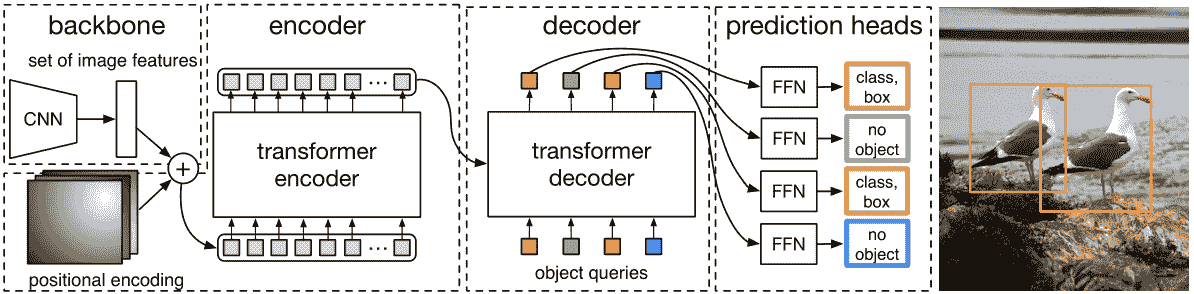 backbone
set of image features
CNN
+
positional encoding
encoder
...
transformer
encoder
...
decoder
transformer
decoder
object queries
prediction heads
FFN
class,
box
FFN
no
object
FFN
class,
box
FFN
no
object